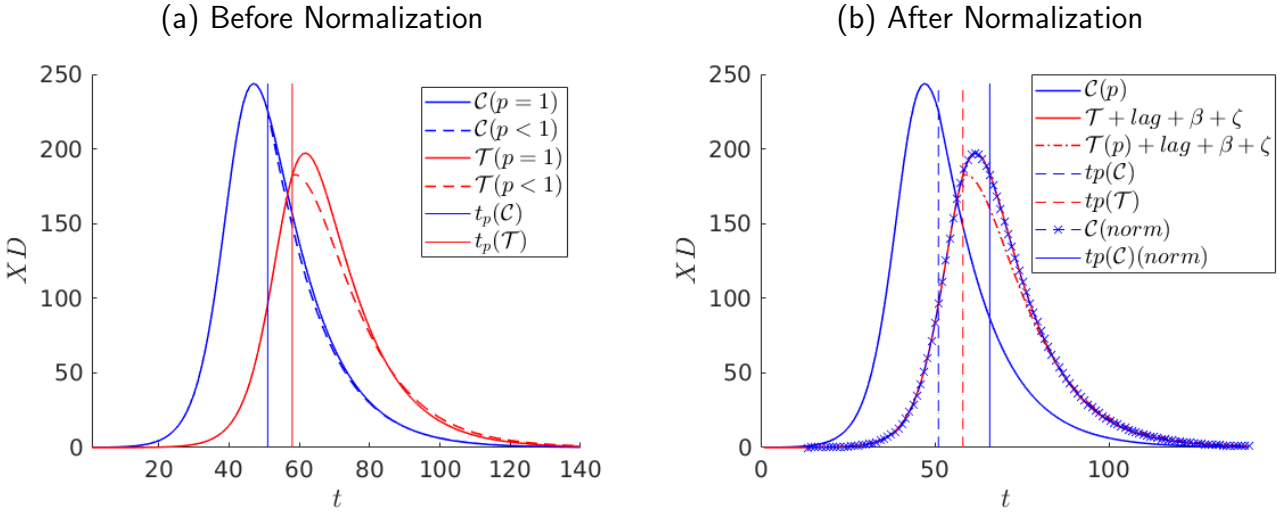 (a) Before Normalization
250
200
150
100
50
0
20 40 60 80 100 120 140
XD
t
C(p = 1)
C(p < 1)
T(p = 1)
T(p < 1)
t_p(C)
t_p(T)
(b) After Normalization
250
200
150
100
50
0
0 50 100
XD
t
C(p)
T + lag + β + ζ
T(p) + lag + β + ζ
tp(C)
tp(T)
C(norm)
tp(C)(norm)